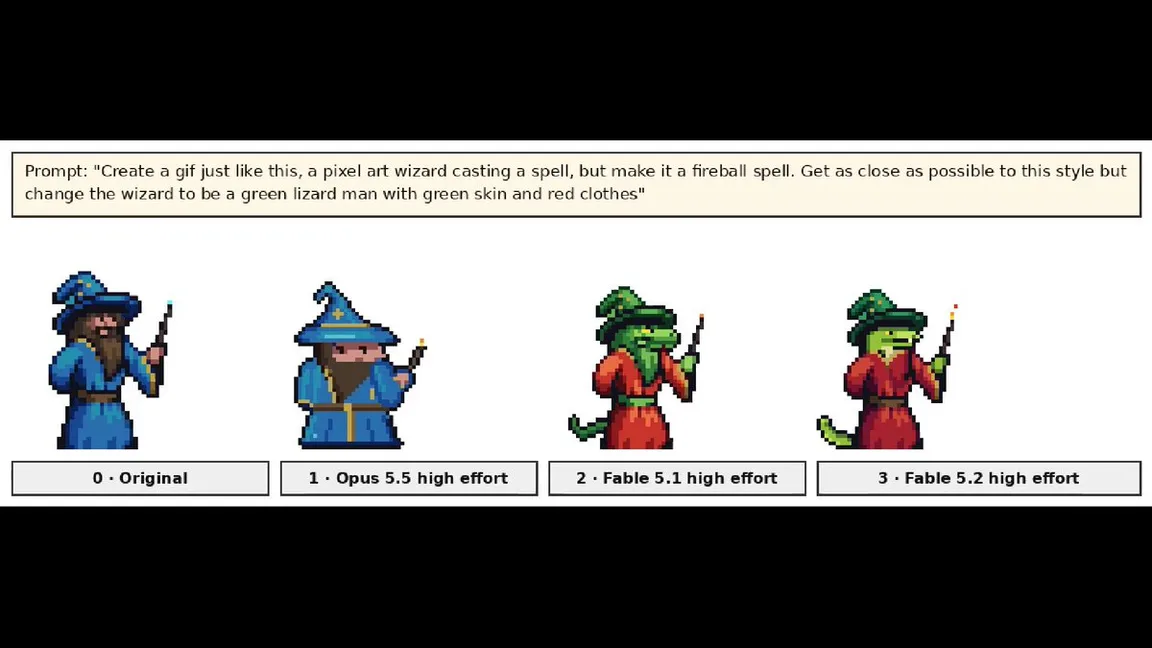 Prompt: "Create a gif just like this, a pixel art wizard casting a spell, but make it a fireball spell. Get as close as possible to this style but
change the wizard to be a green lizard man with green skin and red clothes"
0 · Original
1 · Opus 5.5 high effort
2 · Fable 5.1 high effort
3 · Fable 5.2 high effort